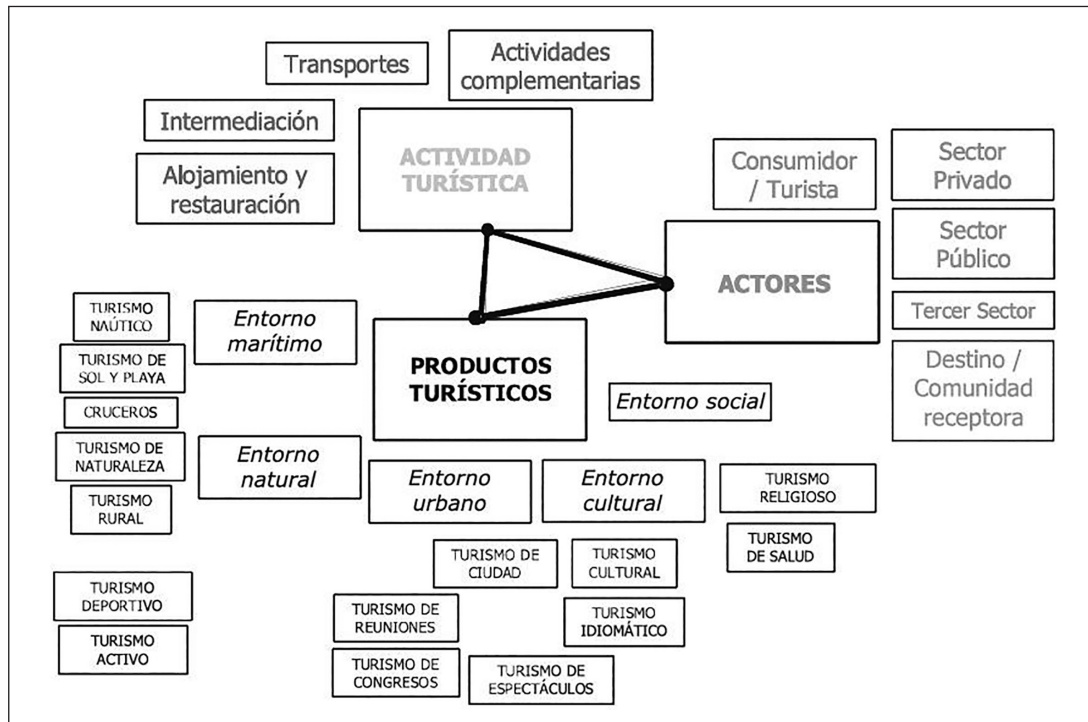 Transportes
Actividades
complementarias
Intermediación
Alojamiento y
restauración
ACTIVIDAD
TURÍSTICA
Consumidor
/ Turista
Sector
Privado
Sector
Público
Tercer Sector
Destino /
Comunidad
receptora
ACTORES
PRODUCTOS
TURÍSTICOS
Entorno
marítimo
TURISMO
NAÚTICO
TURISMO DE
SOL Y PLAYA
CRUCEROS
Entorno
natural
TURISMO DE
NATURALEZA
TURISMO
RURAL
TURISMO
DEPORTIVO
TURISMO
ACTIVO
Entorno
urbano
TURISMO DE
CIUDAD
TURISMO DE
REUNIONES
TURISMO DE
CONGRESOS
TURISMO DE
ESPECTÁCULOS
Entorno
cultural
TURISMO
CULTURAL
TURISMO
IDIOMÁTICO
Entorno social
TURISMO
RELIGIOSO
TURISMO
DE SALUD